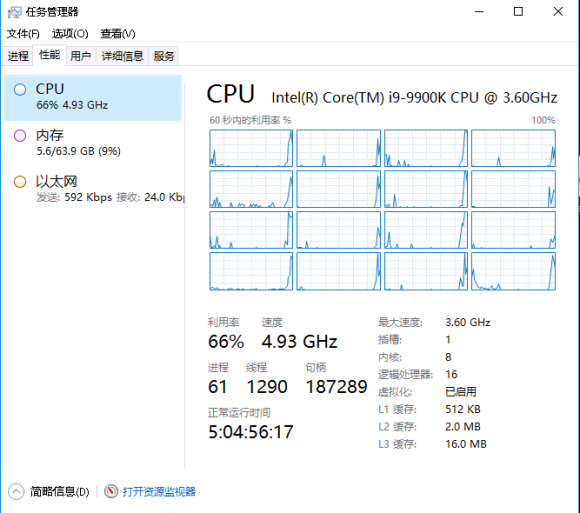 任务管理器
文件(F) 选项(O) 查看(V)
进程 性能 用户 详细信息 服务
CPU
66% 4.93 GHz
内存
5.6/63.9 GB (9%)
以太网
发送: 592 Kbps 接收: 24.0 Kbp
CPU Intel(R) Core(TM) i9-9900K CPU @ 3.60GHz
60 秒内的利用率 % 100%
利用率 速度
66% 4.93 GHz
进程 线程 句柄
61 1290 187289
正常运行时间
5:04:56:17
最大速度: 3.60 GHz
插槽: 1
内核: 8
逻辑处理器: 16
虚拟化: 已启用
L1 缓存: 512 KB
L2 缓存: 2.0 MB
L3 缓存: 16.0 MB
简略信息(D) 打开资源监视器